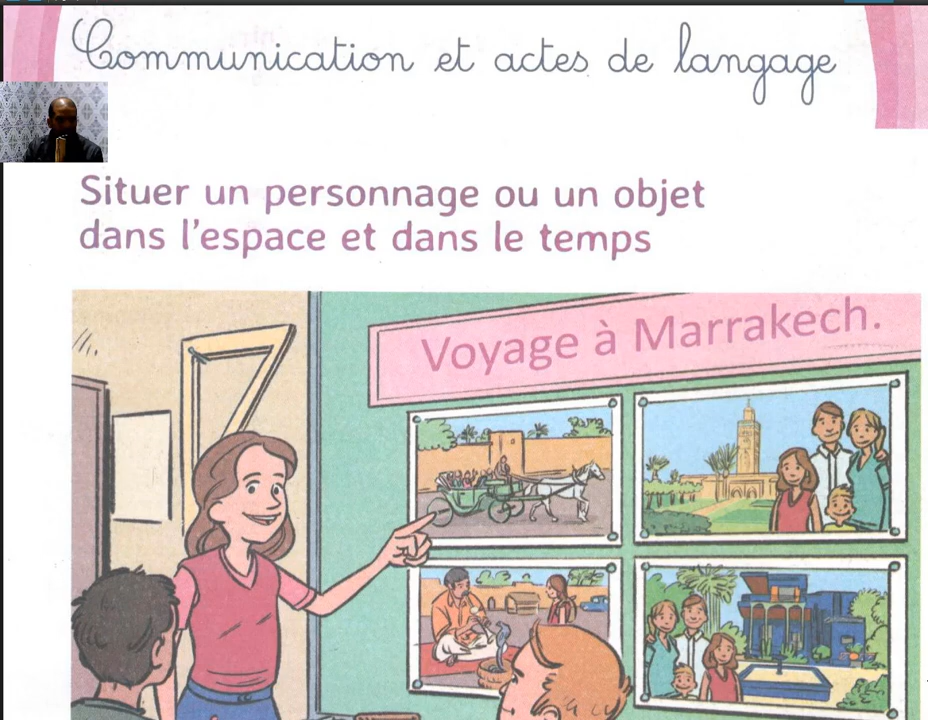 Communication et actes de langage
Situer un personnage ou un objet
dans l'espace et dans le temps
Voyage à Marrakech.